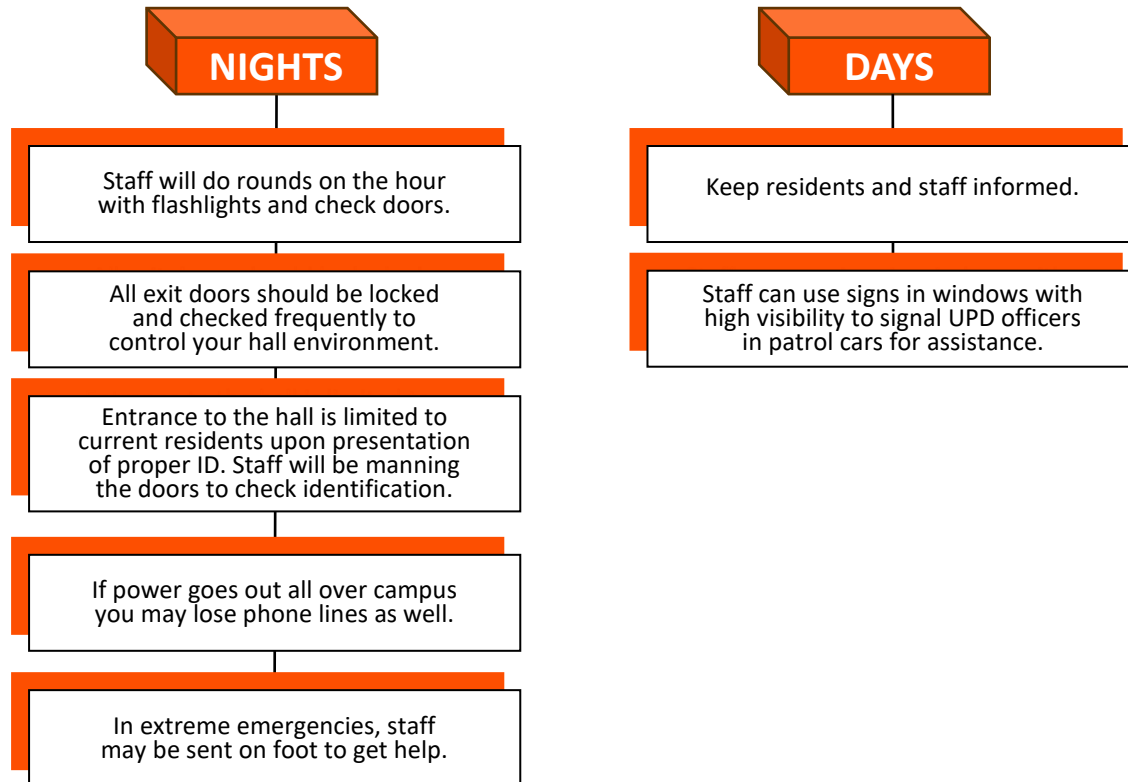 NIGHTS
Staff will do rounds on the hour
with flashlights and check doors.
All exit doors should be locked
and checked frequently to
control your hall environment.
Entrance to the hall is limited to
current residents upon presentation
of proper ID. Staff will be manning
the doors to check identification.
If power goes out all over campus
you may lose phone lines as well.
In extreme emergencies, staff
may be sent on foot to get help.
DAYS
Keep residents and staff informed.
Staff can use signs in windows with
high visibility to signal UPD officers
in patrol cars for assistance.